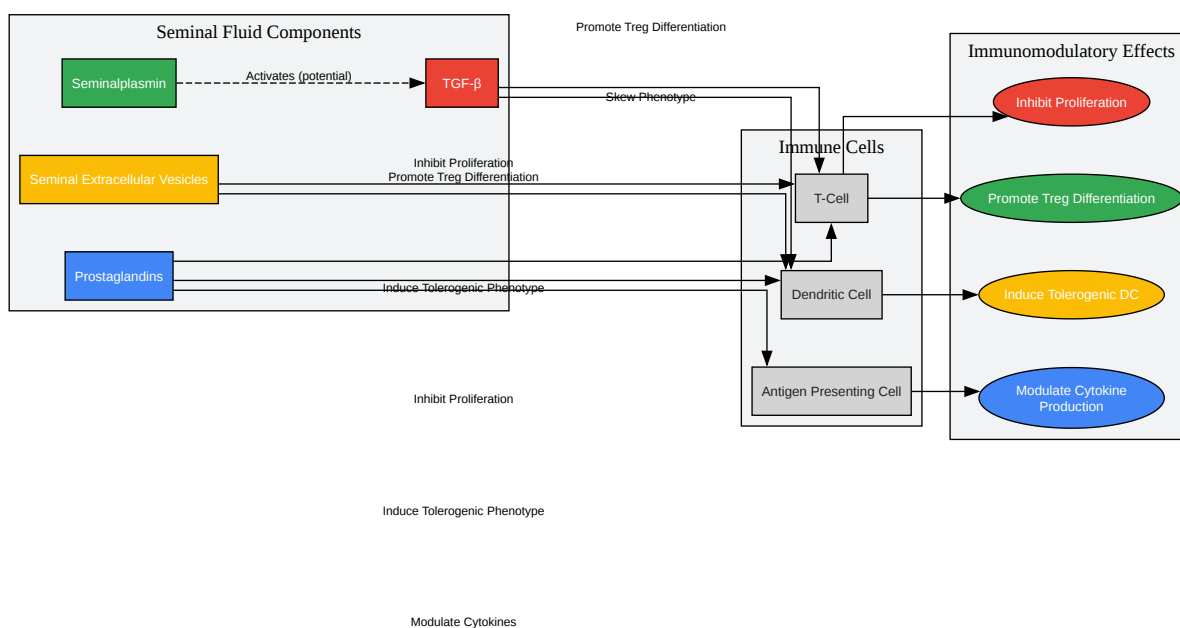 Promote Treg Differentiation
Seminal Fluid Components
Immunomodulatory Effects
Seminalplasmin
Activates (potential)
TGF-β
Skew Phenotype
Inhibit Proliferation
Immune Cells
Inhibit Proliferation
Promote Treg Differentiation
Seminal Extracellular Vesicles
T-Cell
Promote Treg Differentiation
Prostaglandins
Induce Tolerogenic Phenotype
Dendritic Cell
Induce Tolerogenic DC
Antigen Presenting Cell
Modulate Cytokine
Production
Inhibit Proliferation
Induce Tolerogenic Phenotype
Modulate Cytokines